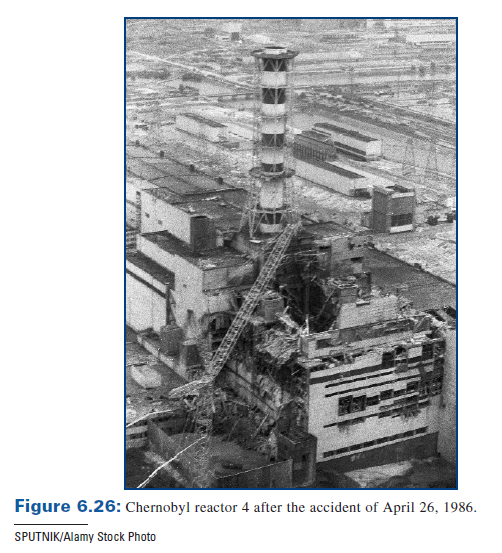 Figure 6.26: Chernobyl reactor 4 after the accident of April 26, 1986.
SPUTNIK/Alamy Stock Photo